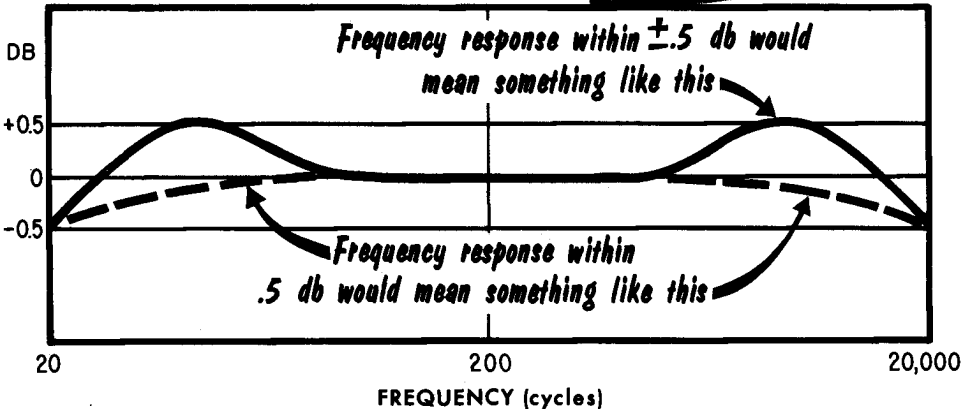 Frequency response within ±.5 db would
mean something like this
DB
+0.5
0
-0.5
Frequency response within
.5 db would mean something like this
20
200
20,000
FREQUENCY (cycles)